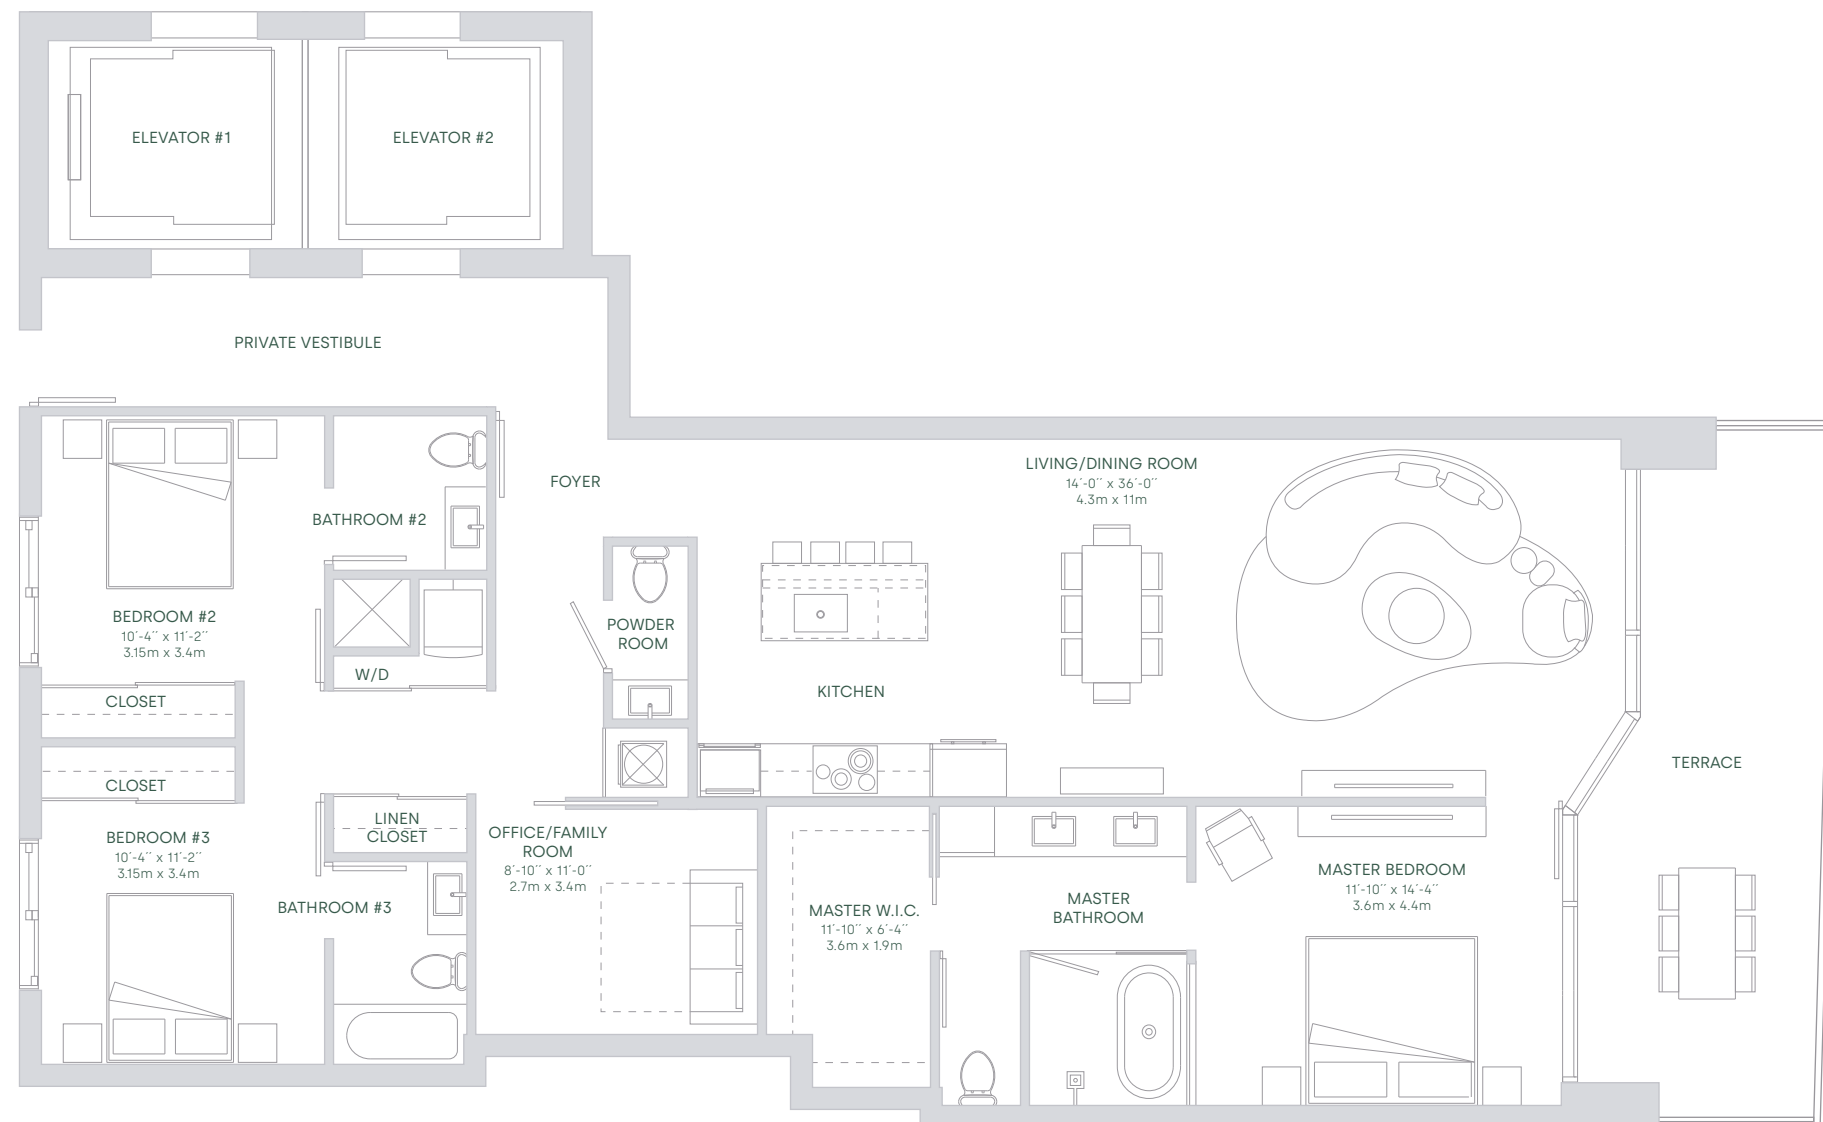 ELEVATOR #1
ELEVATOR #2
PRIVATE VESTIBULE
FOYER
LIVING/DINING ROOM
14´-0´´ x 36´-0´´
4.3m x 11m
BATHROOM #2
BEDROOM #2
10´-4´´ x 11´-2´´
3.15m x 3.4m
POWDER
ROOM
W/D
KITCHEN
CLOSET
TERRACE
CLOSET
LINEN
CLOSET
BEDROOM #3
10´-4´´ x 11´-2´´
3.15m x 3.4m
OFFICE/FAMILY
ROOM
8´-10´´ x 11´-0´´
2.7m x 3.4m
MASTER BEDROOM
11´-10´´ x 14´-4´´
3.6m x 4.4m
BATHROOM #3
MASTER W.I.C.
11´-10´´ x 6´-4´´
3.6m x 1.9m
MASTER
BATHROOM